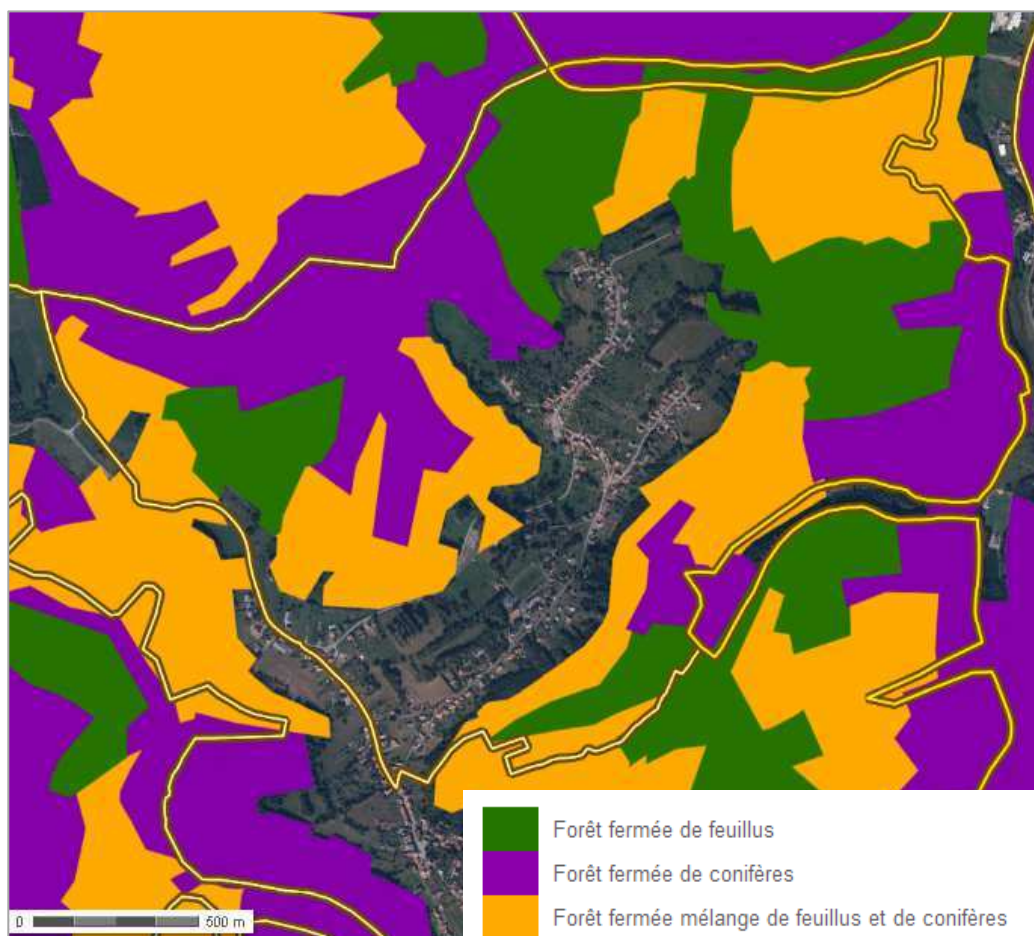 Forêt fermée de feuillus
Forêt fermée de conifères
Forêt fermée mélange de feuillus et de conifères
0 500 m